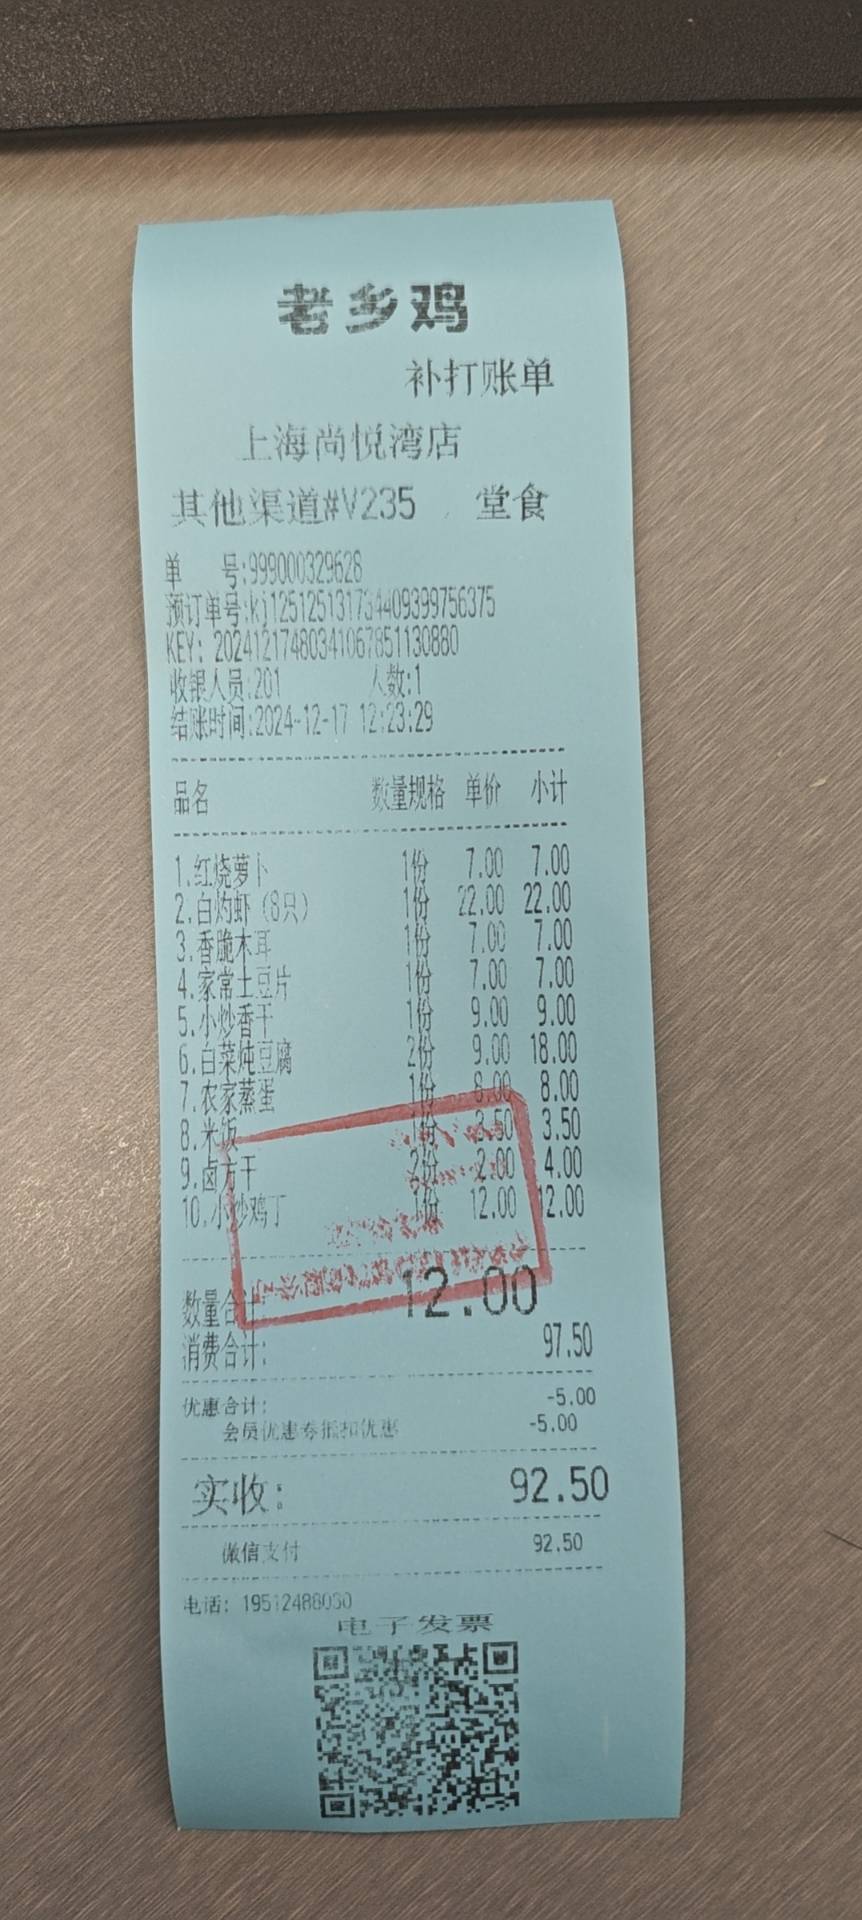 老乡鸡
补打账单
上海尚悦湾店
其他渠道#V235 堂食
单 号:999000329628
预订单号:kj125125131734409399756375
KEY: 20241217480341067851130880
收银人员:201 人数:1
结账时间:2024-12-17 12:23:29
品名 数量规格 单价 小计
1.红烧萝卜 1份 7.00 7.00
2.白灼虾(8只) 1份 22.00 22.00
3.香脆木耳 1份 7.00 7.00
4.家常土豆片 1份 7.00 7.00
5.小炒香干 1份 9.00 9.00
6.白菜炖豆腐 2份 9.00 18.00
7.农家蒸蛋 1份 8.00 8.00
8.米饭 1份 3.50 3.50
9.卤方干 2份 2.00 4.00
10.小炒鸡丁 1份 12.00 12.00
数量合计: 12.00
消费合计: 97.50
优惠合计: -5.00
会员优惠券抵扣优惠 -5.00
实收: 92.50
微信支付 92.50
电话: 19512488030
电子发票